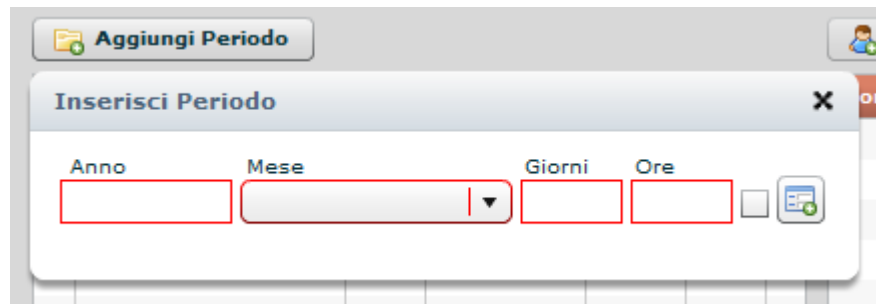 Aggiungi Periodo
Inserisci Periodo
Anno Mese Giorni Ore